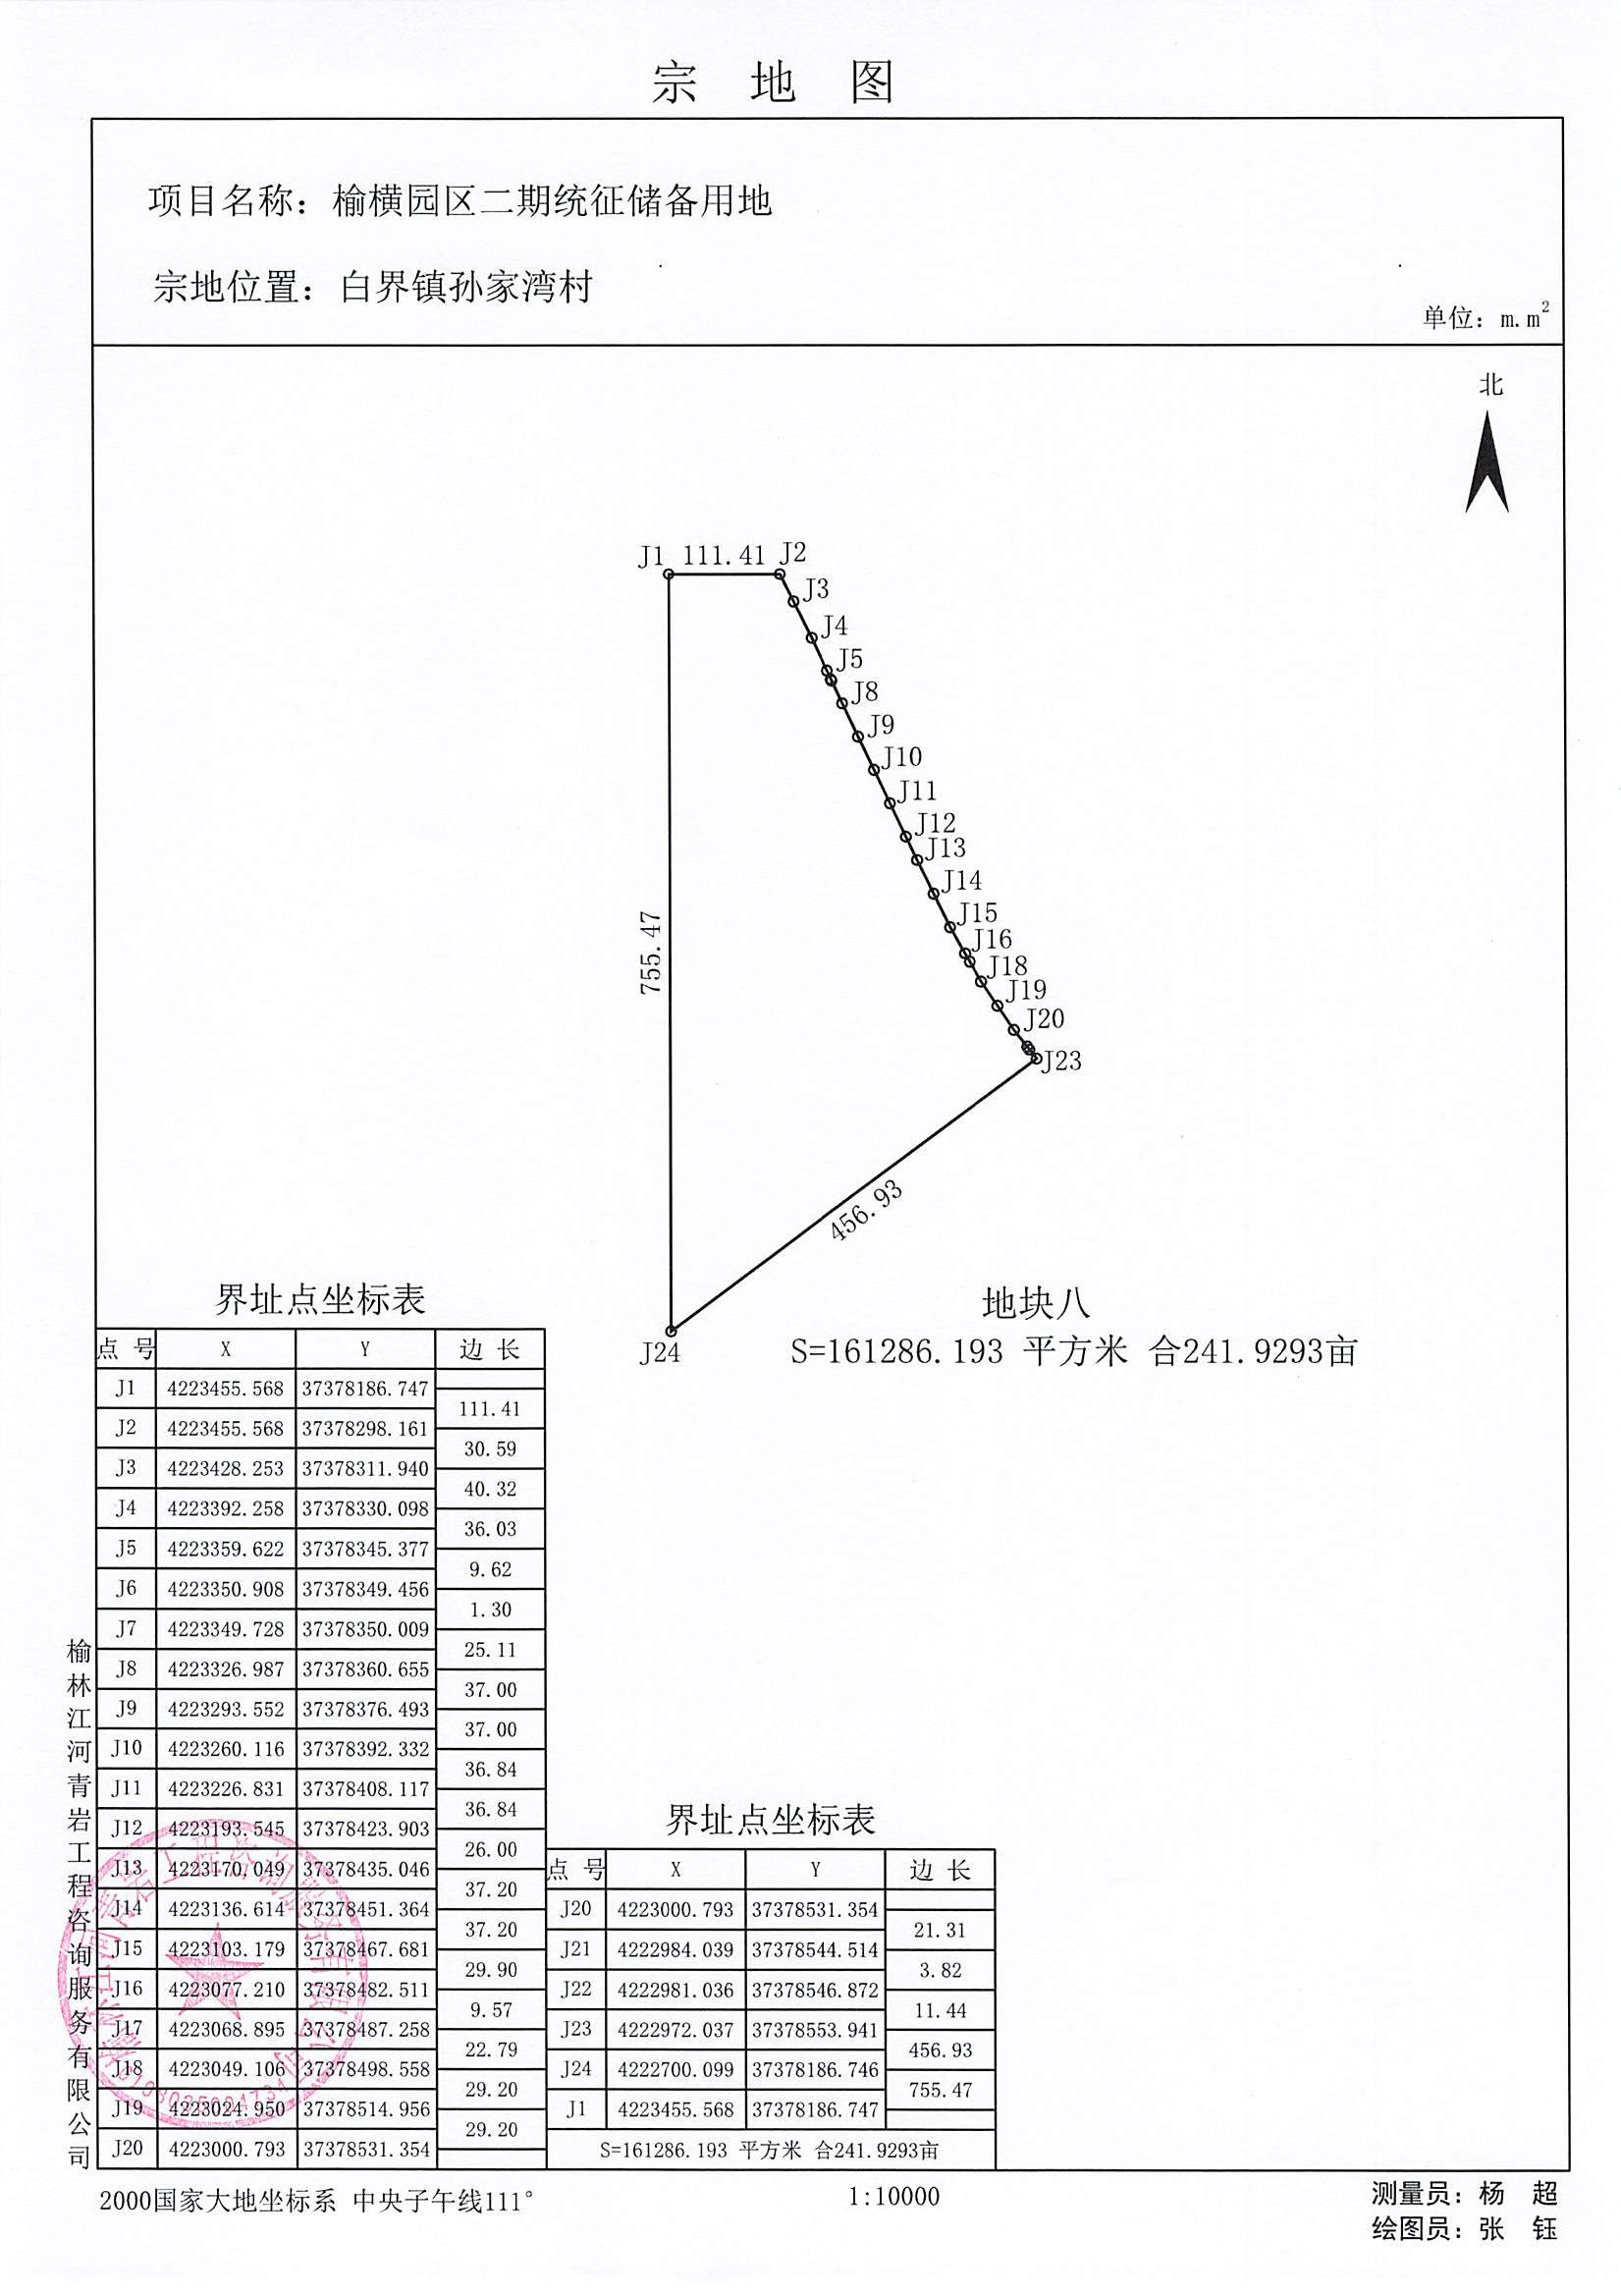 宗 地 图
项目名称：榆横园区二期统征储备用地
宗地位置：白界镇孙家湾村
单位：m.m²
北
J1 111.41 J2
J3
J4
J5
J8
J9
J10
J11
J12
J13
J14
J15
J16
J18
J19
J20
J23
755.47
456.93
J24
地块八
S=161286.193 平方米 合241.9293亩
界址点坐标表
点 号 X Y 边 长
J1 4223455.568 37378186.747
111.41
J2 4223455.568 37378298.161
30.59
J3 4223428.253 37378311.940
40.32
J4 4223392.258 37378330.098
36.03
J5 4223359.622 37378345.377
9.62
J6 4223350.908 37378349.456
1.30
J7 4223349.728 37378350.009
25.11
J8 4223326.987 37378360.655
37.00
J9 4223293.552 37378376.493
37.00
J10 4223260.116 37378392.332
36.84
J11 4223226.831 37378408.117
36.84
J12 4223193.545 37378423.903
26.00
J13 4223170.049 37378435.046
37.20
J14 4223136.614 37378451.364
37.20
J15 4223103.179 37378467.681
29.90
J16 4223077.210 37378482.511
9.57
J17 4223068.895 37378487.258
22.79
J18 4223049.106 37378498.558
29.20
J19 4223024.950 37378514.956
29.20
J20 4223000.793 37378531.354
界址点坐标表
点 号 X Y 边 长
J20 4223000.793 37378531.354
21.31
J21 4222984.039 37378544.514
3.82
J22 4222981.036 37378546.872
11.44
J23 4222972.037 37378553.941
456.93
J24 4222700.099 37378186.746
755.47
J1 4223455.568 37378186.747
S=161286.193 平方米 合241.9293亩
榆林江河青岩工程咨询服务有限公司
2000国家大地坐标系 中央子午线111°
1:10000
测量员：杨 超
绘图员：张 钰